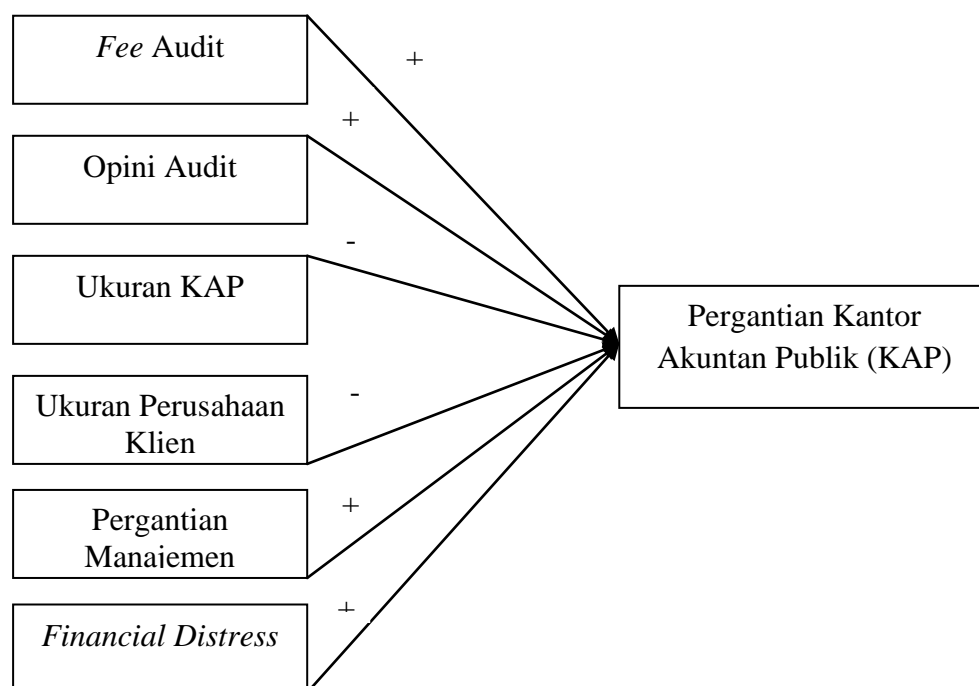 Fee Audit
+
+
Opini Audit
-
Ukuran KAP
Pergantian Kantor
Akuntan Publik (KAP)
Ukuran Perusahaan
Klien
-
Pergantian
Manajemen
+
+
Financial Distress